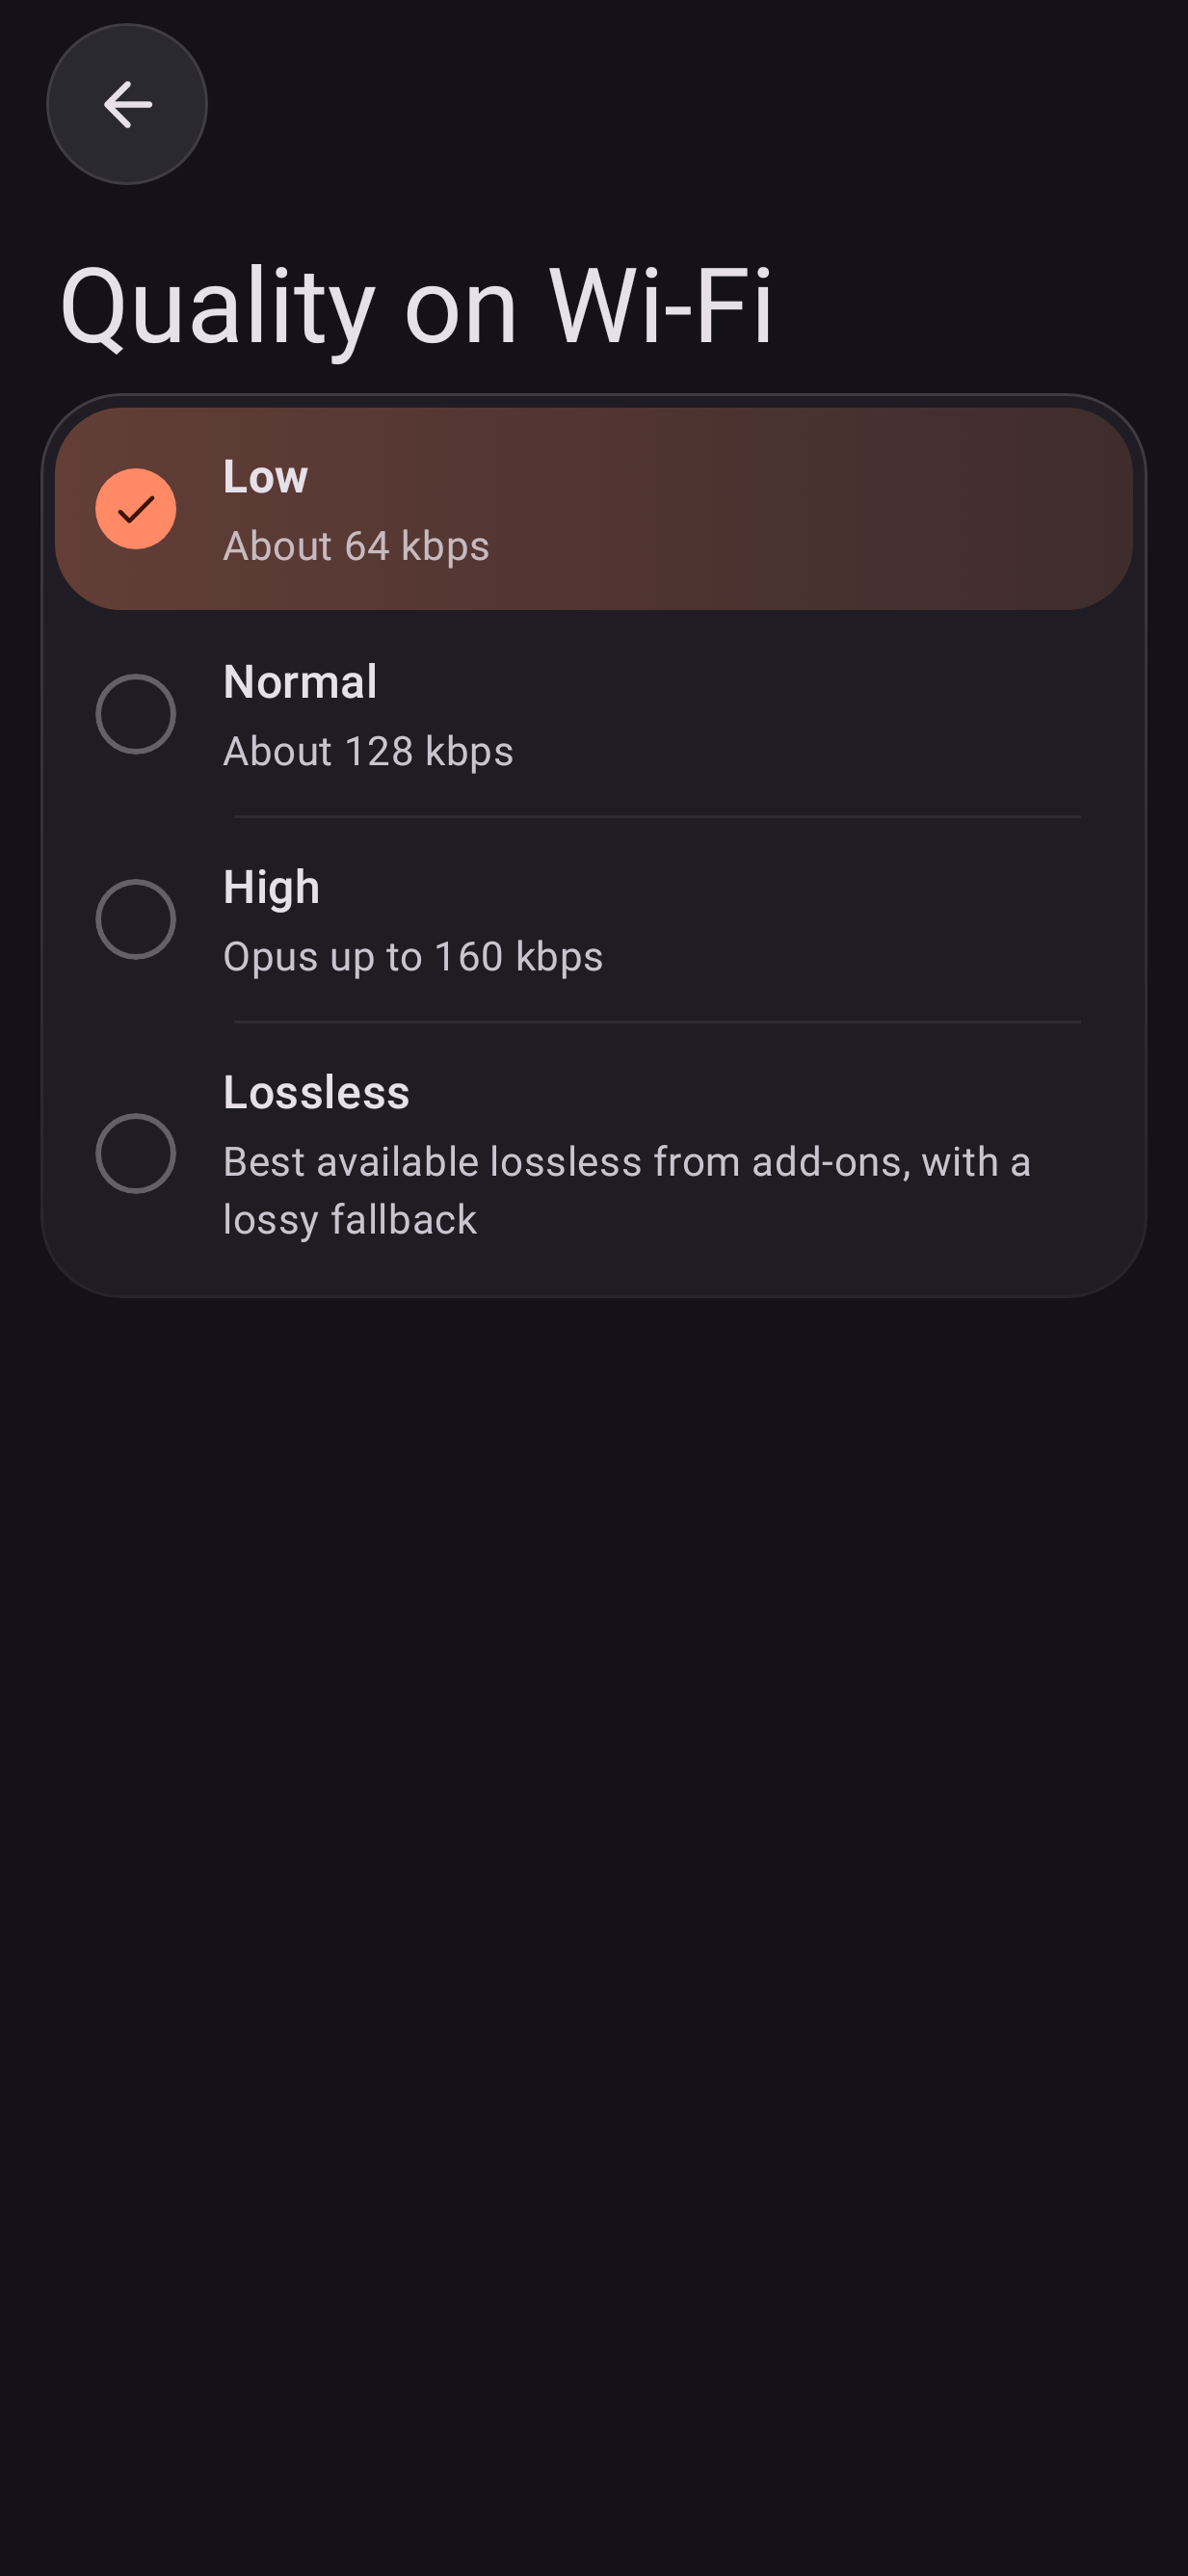 Quality on Wi-Fi
Low
About 64 kbps
Normal
About 128 kbps
High
Opus up to 160 kbps
Lossless
Best available lossless from add-ons, with a
lossy fallback